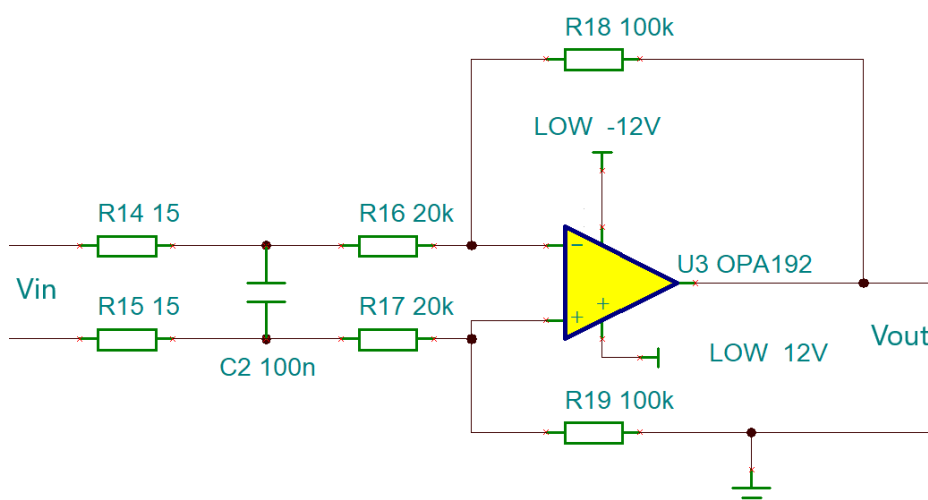 R18 100k
LOW -12V
R14 15
R16 20k
−
U3 OPA192
Vin
+
R15 15
R17 20k
+
LOW 12V
Vout
C2 100n
R19 100k